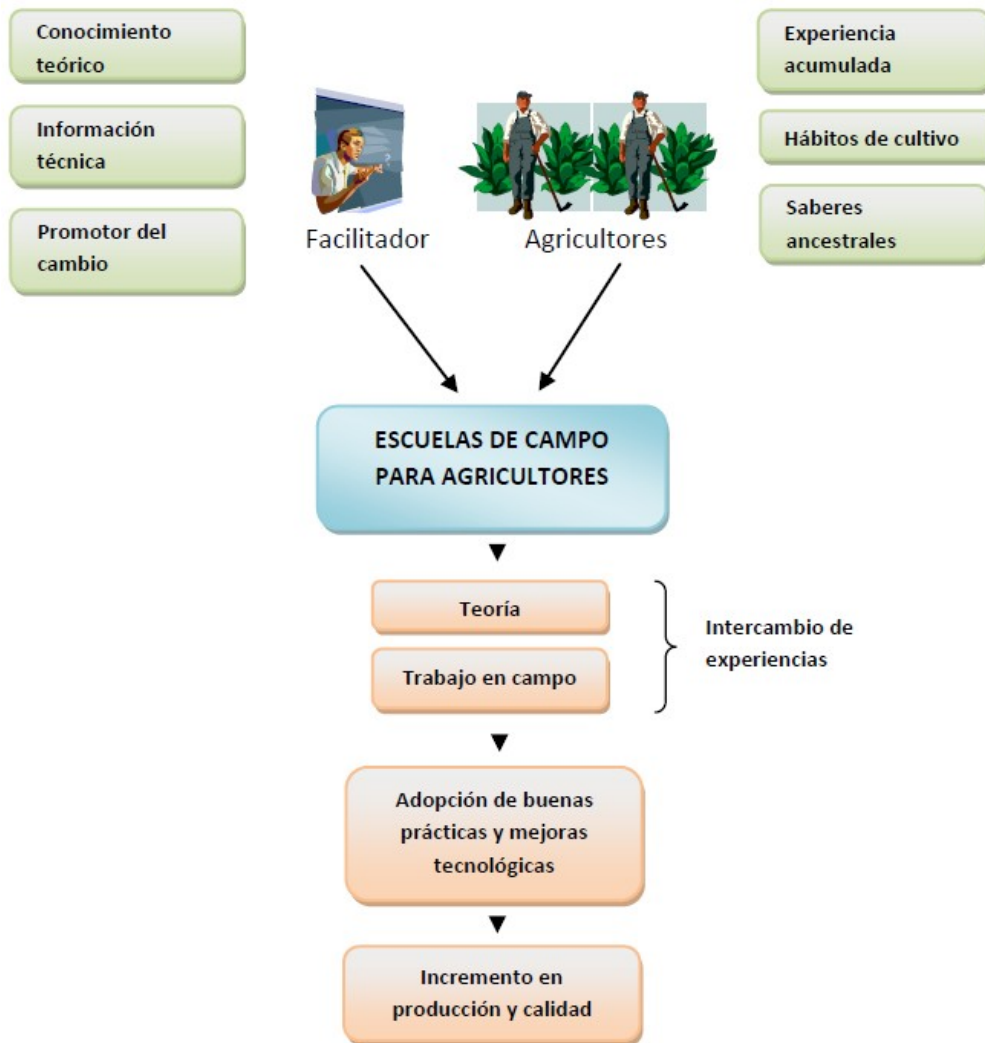 Conocimiento
teórico
Información
técnica
Promotor del
cambio
Facilitador
Agricultores
Experiencia
acumulada
Hábitos de cultivo
Saberes
ancestrales
ESCUELAS DE CAMPO
PARA AGRICULTORES
Teoría
Trabajo en campo
Intercambio de
experiencias
Adopción de buenas
prácticas y mejoras
tecnológicas
Incremento en
producción y calidad